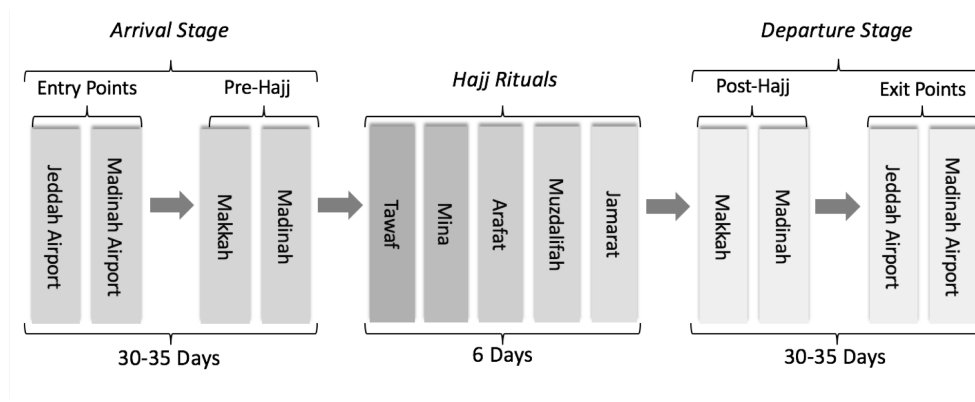 Arrival Stage
Departure Stage
Hajj Rituals
Entry Points
Pre-Hajj
Post-Hajj
Exit Points
Jeddah Airport
Madinah Airport
Makkah
Madinah
Tawaf
Mina
Arafat
Muzdalifah
Jamarat
Makkah
Madinah
Jeddah Airport
Madinah Airport
30-35 Days
6 Days
30-35 Days